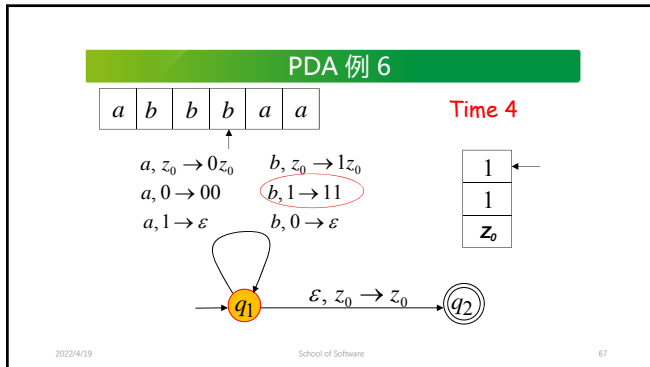 PDA 例 6
a b b b a a
Time 4
a, z₀ → 0z₀ b, z₀ → 1z₀
a, 0 → 00 b, 1 → 11
a, 1 → ε b, 0 → ε
1
1
z₀
ε, z₀ → z₀
q₁ q₂
2022/4/19 School of Software 67